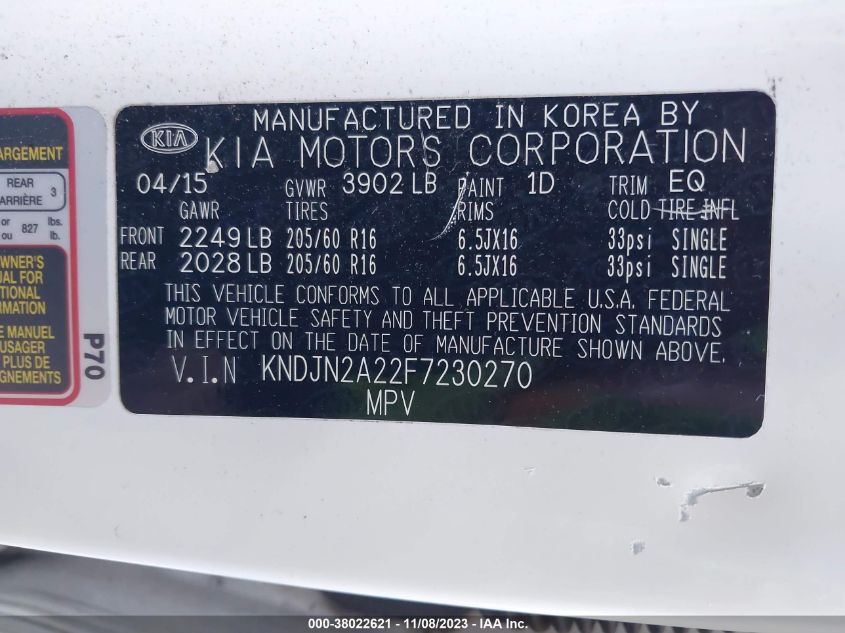 ARGEMENT
REAR
ARRIÈRE 3
or 827 lbs.
ou lb.
OWNER'S
UAL FOR
TIONAL
RMATION
E MANUEL
USAGER
PLUS DE
IGNEMENTS
P70
KIA
MANUFACTURED IN KOREA BY
KIA MOTORS CORPORATION
04/15 GVWR 3902 LB PAINT 1D TRIM EQ
GAWR TIRES RIMS COLD TIRE INFL
FRONT 2249 LB 205/60 R16 6.5JX16 33psi SINGLE
REAR 2028 LB 205/60 R16 6.5JX16 33psi SINGLE
THIS VEHICLE CONFORMS TO ALL APPLICABLE U.S.A. FEDERAL
MOTOR VEHICLE SAFETY AND THEFT PREVENTION STANDARDS
IN EFFECT ON THE DATE OF MANUFACTURE SHOWN ABOVE.
V.I.N KNDJN2A22F7230270
MPV
000-38022621 - 11/08/2023 - IAA Inc.